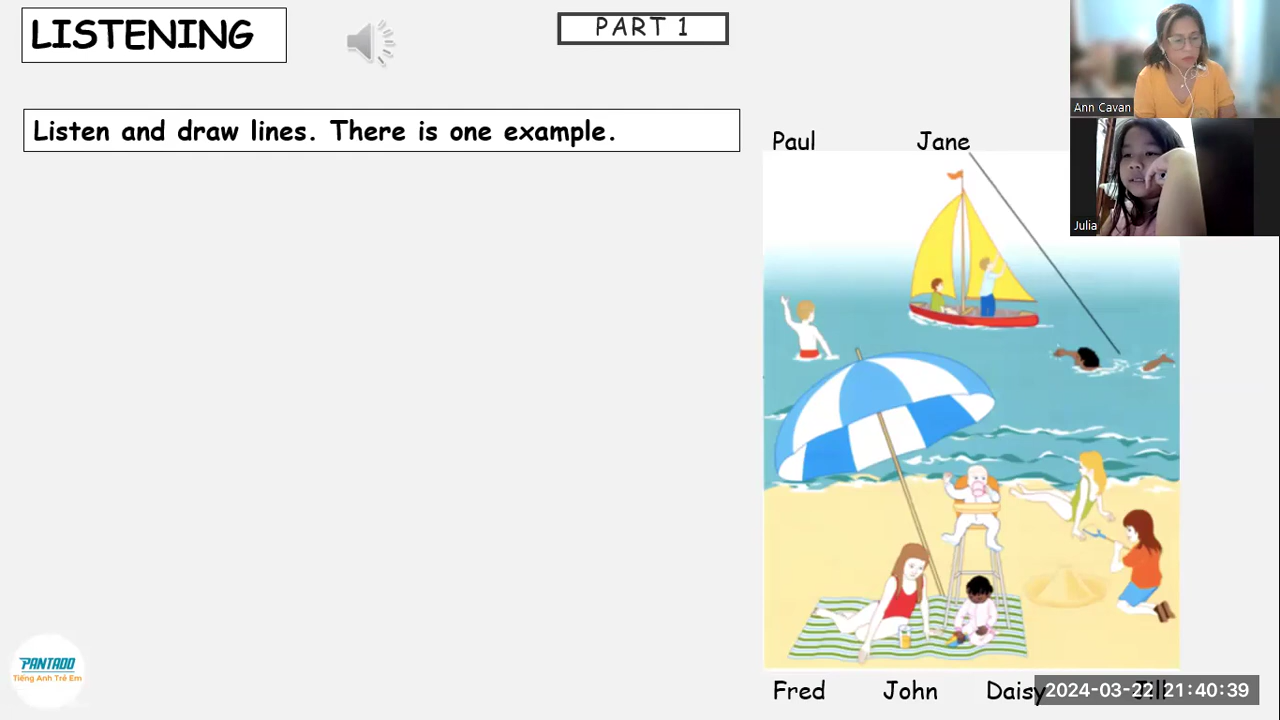 LISTENING
PART 1
Ann Cavan
Listen and draw lines. There is one example.
Paul Jane
Julia
PANTADO
Tiếng Anh Trẻ Em
Fred John Daisy Jill
2024-03-22 21:40:39